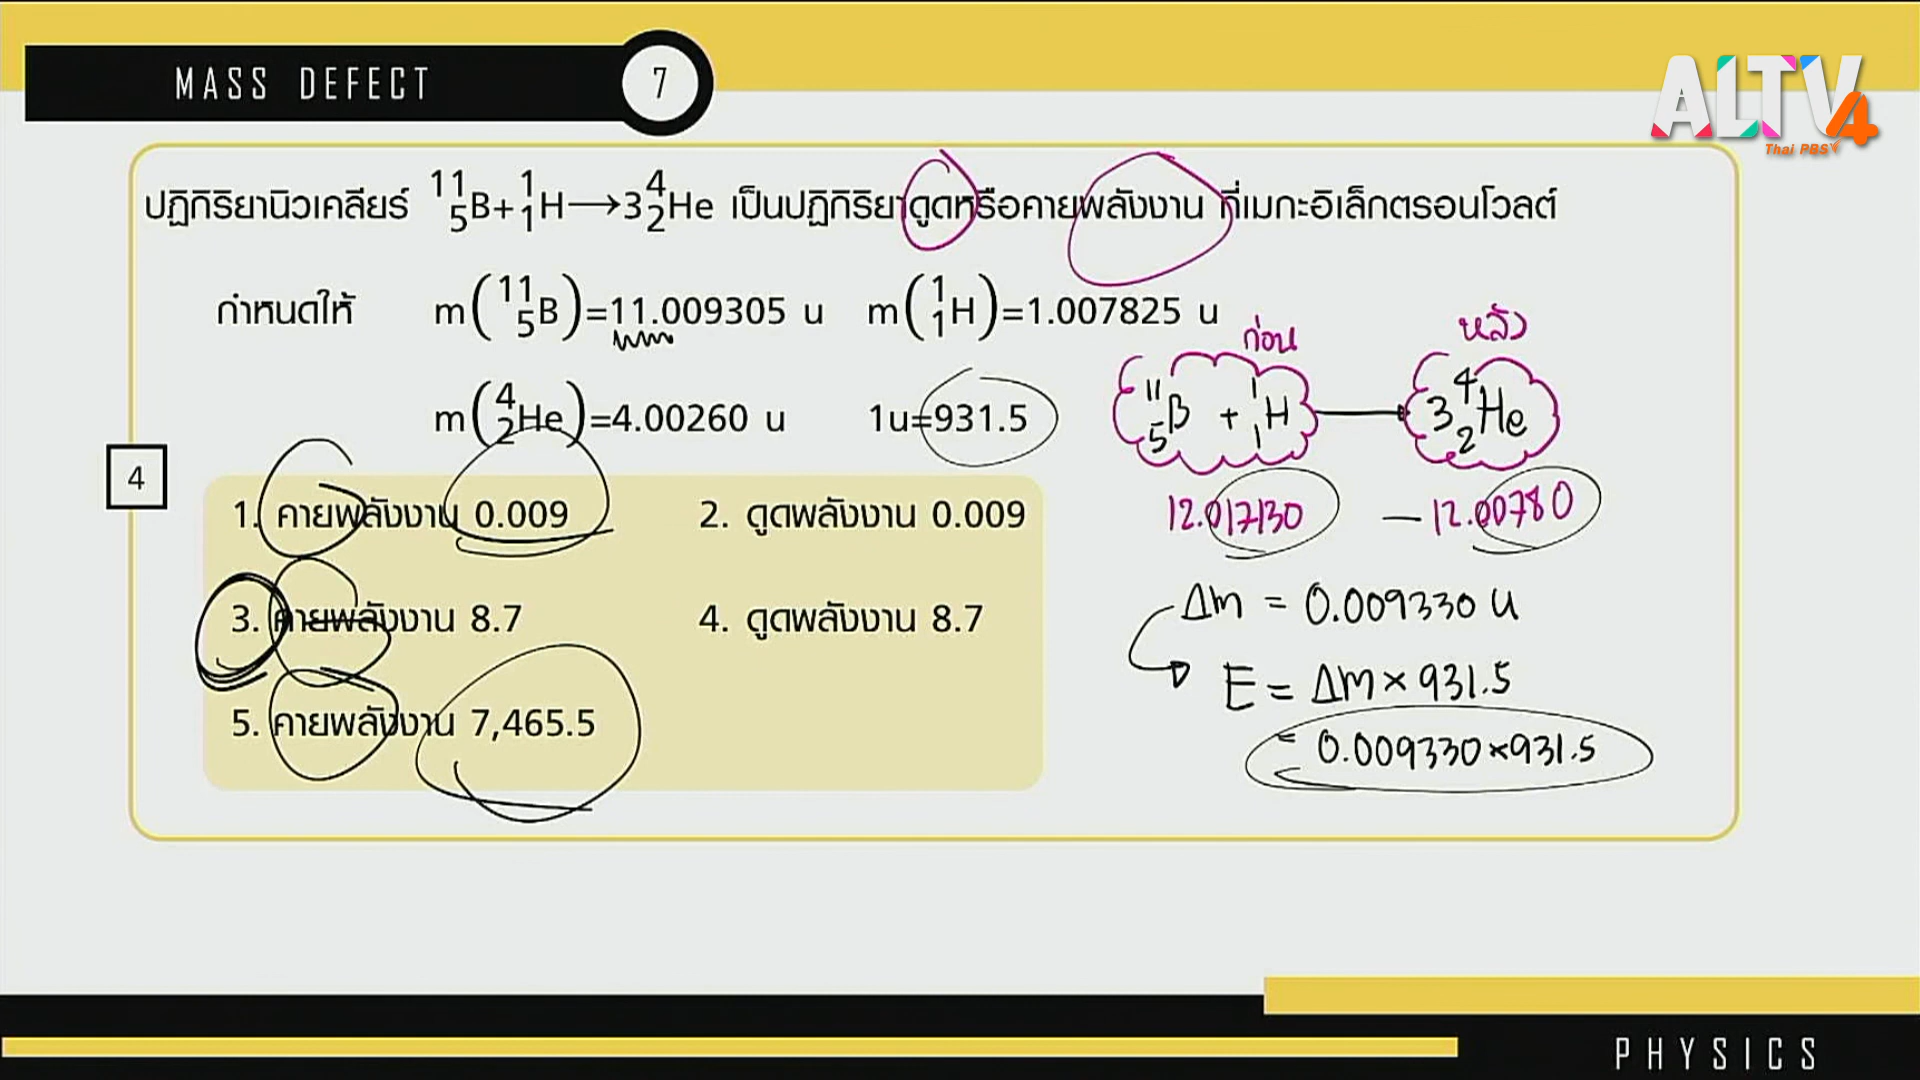 MASS DEFECT
7
ALTV4
Thai PBS
ปฏิกิริยานิวเคลียร์ ¹¹₅B+¹₁H⟶3⁴₂He เป็นปฏิกิริยาดูดหรือคายพลังงาน กี่เมกะอิเล็กตรอนโวลต์
กำหนดให้ m(¹¹₅B)=11.009305 u m(¹₁H)=1.007825 u
ก่อน หลัง
m(⁴₂He)=4.00260 u 1u=931.5
¹¹₅B + ¹₁H ⟶ 3⁴₂He
4
1. คายพลังงาน 0.009 2. ดูดพลังงาน 0.009
12.017130 — 12.00780
3. คายพลังงาน 8.7 4. ดูดพลังงาน 8.7
Δm = 0.009330 u
5. คายพลังงาน 7,465.5
E = Δm × 931.5
= 0.009330×931.5
PHYSICS